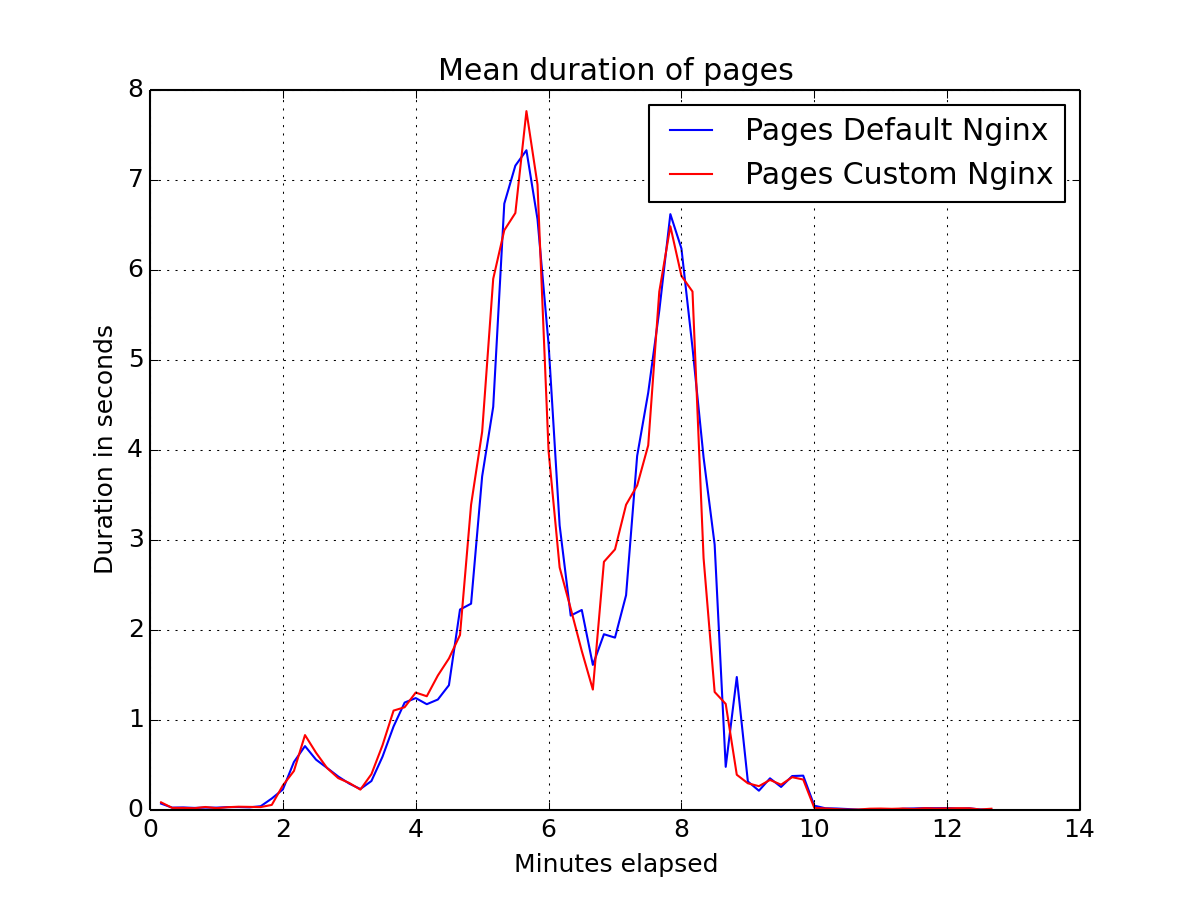 Mean duration of pages
Pages Default Nginx
Pages Custom Nginx
Duration in seconds
8
7
6
5
4
3
2
1
0
0 2 4 6 8 10 12 14
Minutes elapsed